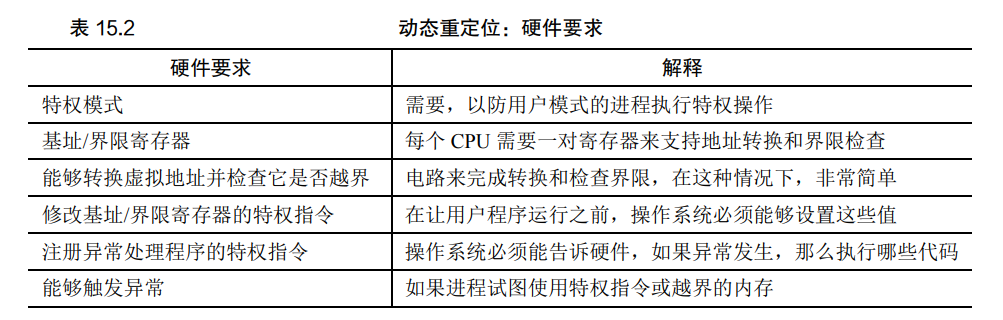 表 15.2 动态重定位：硬件要求
硬件要求 解释
特权模式 需要，以防用户模式的进程执行特权操作
基址/界限寄存器 每个 CPU 需要一对寄存器来支持地址转换和界限检查
能够转换虚拟地址并检查它是否越界 电路来完成转换和检查界限，在这种情况下，非常简单
修改基址/界限寄存器的特权指令 在让用户程序运行之前，操作系统必须能够设置这些值
注册异常处理程序的特权指令 操作系统必须能告诉硬件，如果异常发生，那么执行哪些代码
能够触发异常 如果进程试图使用特权指令或越界的内存